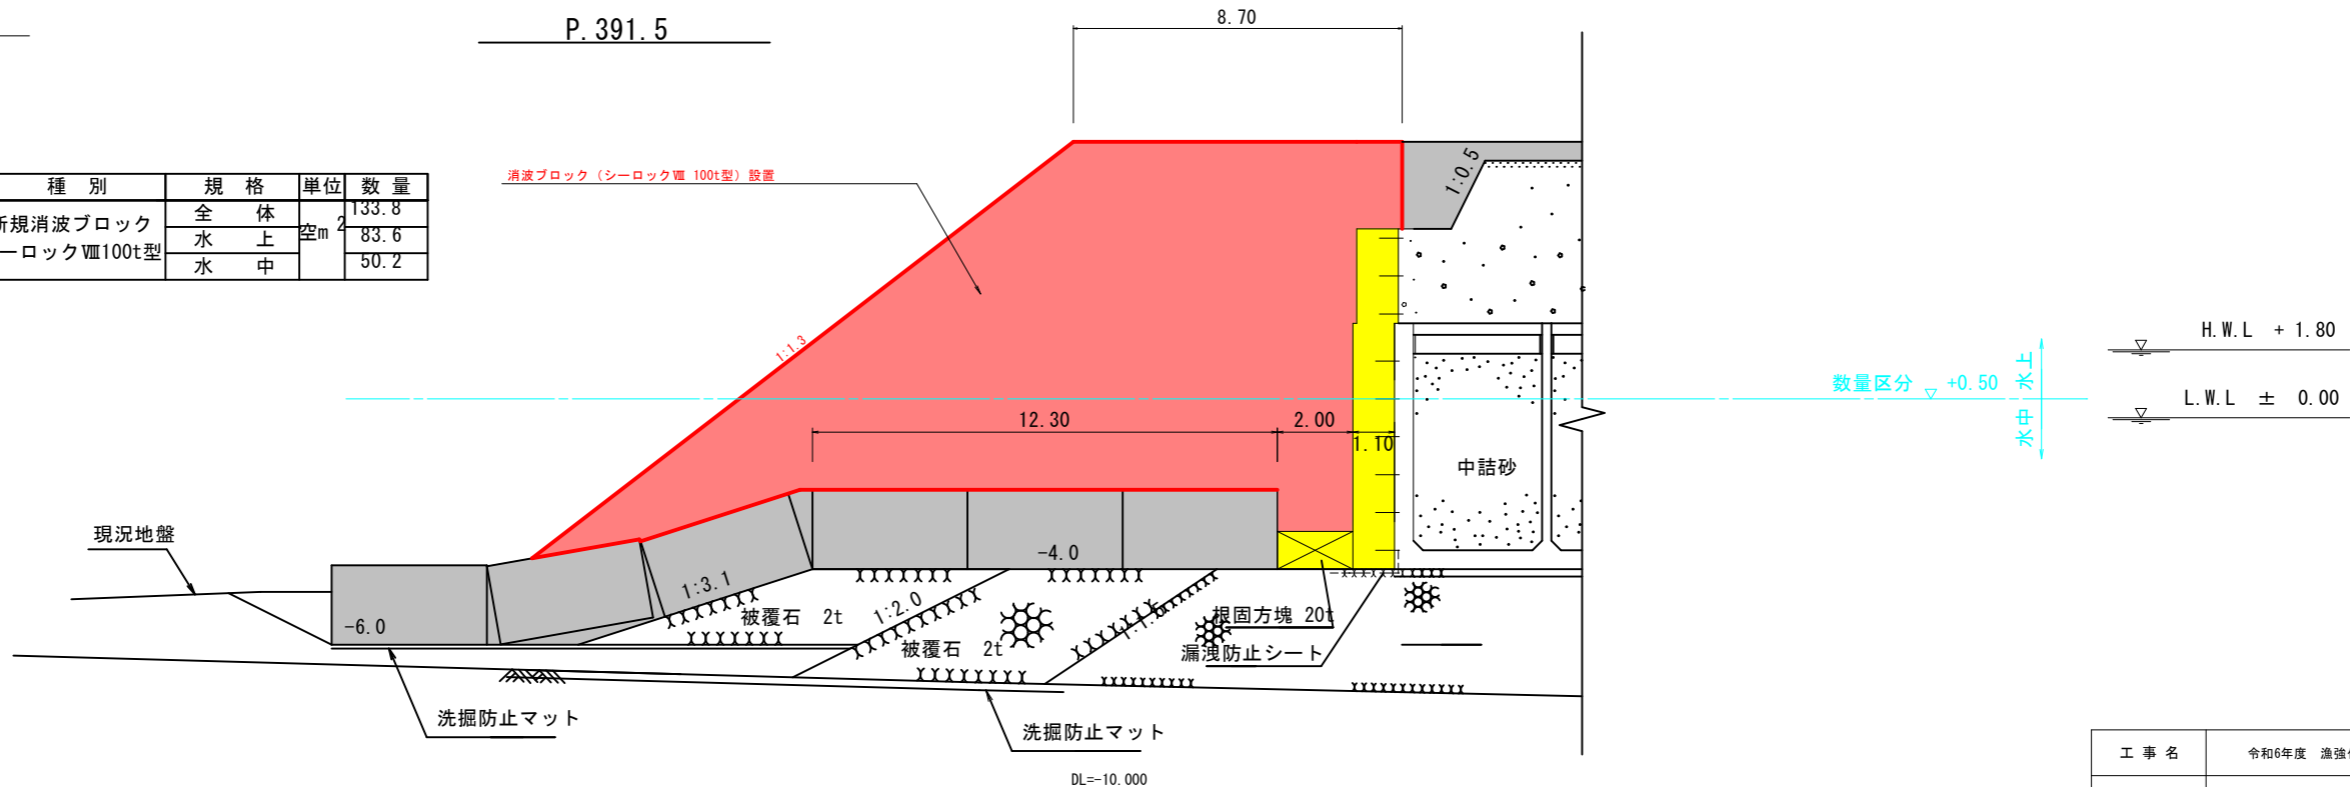 P.391.5
8.70
種 別 規 格 単位 数 量
新規消波ブロック 全 体 空m2 133.8
ーロックⅧ100t型 水 上 83.6
水 中 50.2
消波ブロック（シーロックⅧ 100t型）設置
1:0.5
1:1.3
H.W.L + 1.80
数量区分 ▽ +0.50
水上
水中
L.W.L ± 0.00
12.30
2.00
1.10
中詰砂
現況地盤
-4.0
-6.0
1:3.1
1:2.0
被覆石 2t
根固方塊 20t
被覆石 2t
漏洩防止シート
洗掘防止マット
洗掘防止マット
DL=-10.000
工 事 名 令和6年度 漁強